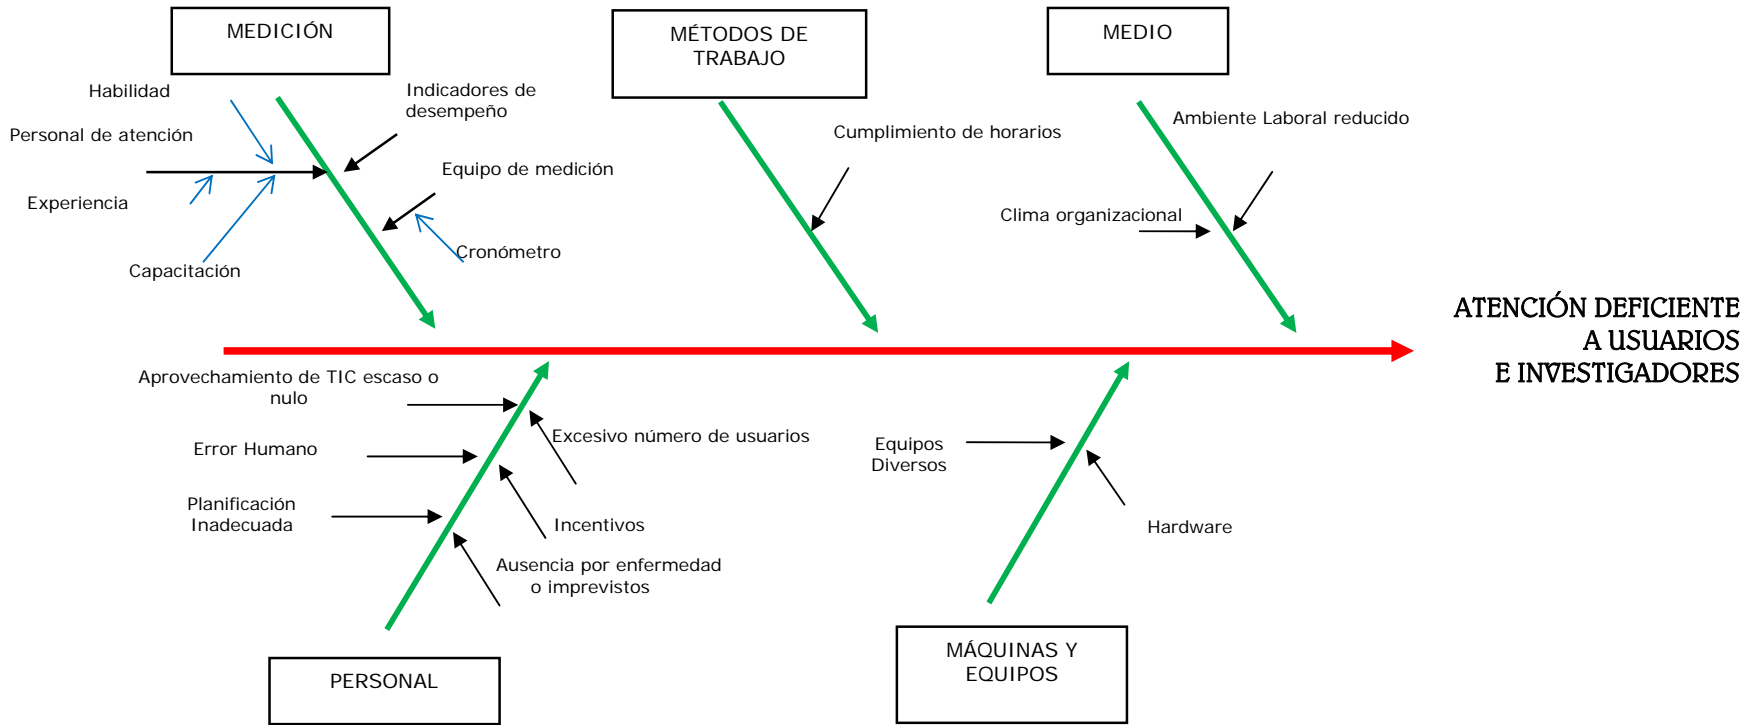 MEDICIÓN
MÉTODOS DE
TRABAJO
MEDIO
Habilidad
Indicadores de
desempeño
Personal de atención
Cumplimiento de horarios
Ambiente Laboral reducido
Equipo de medición
Experiencia
Clima organizacional
Cronómetro
Capacitación
ATENCIÓN DEFICIENTE
A USUARIOS
E INVESTIGADORES
Aprovechamiento de TIC escaso o
nulo
Excesivo número de usuarios
Error Humano
Equipos
Diversos
Planificación
Inadecuada
Incentivos
Hardware
Ausencia por enfermedad
o imprevistos
PERSONAL
MÁQUINAS Y
EQUIPOS